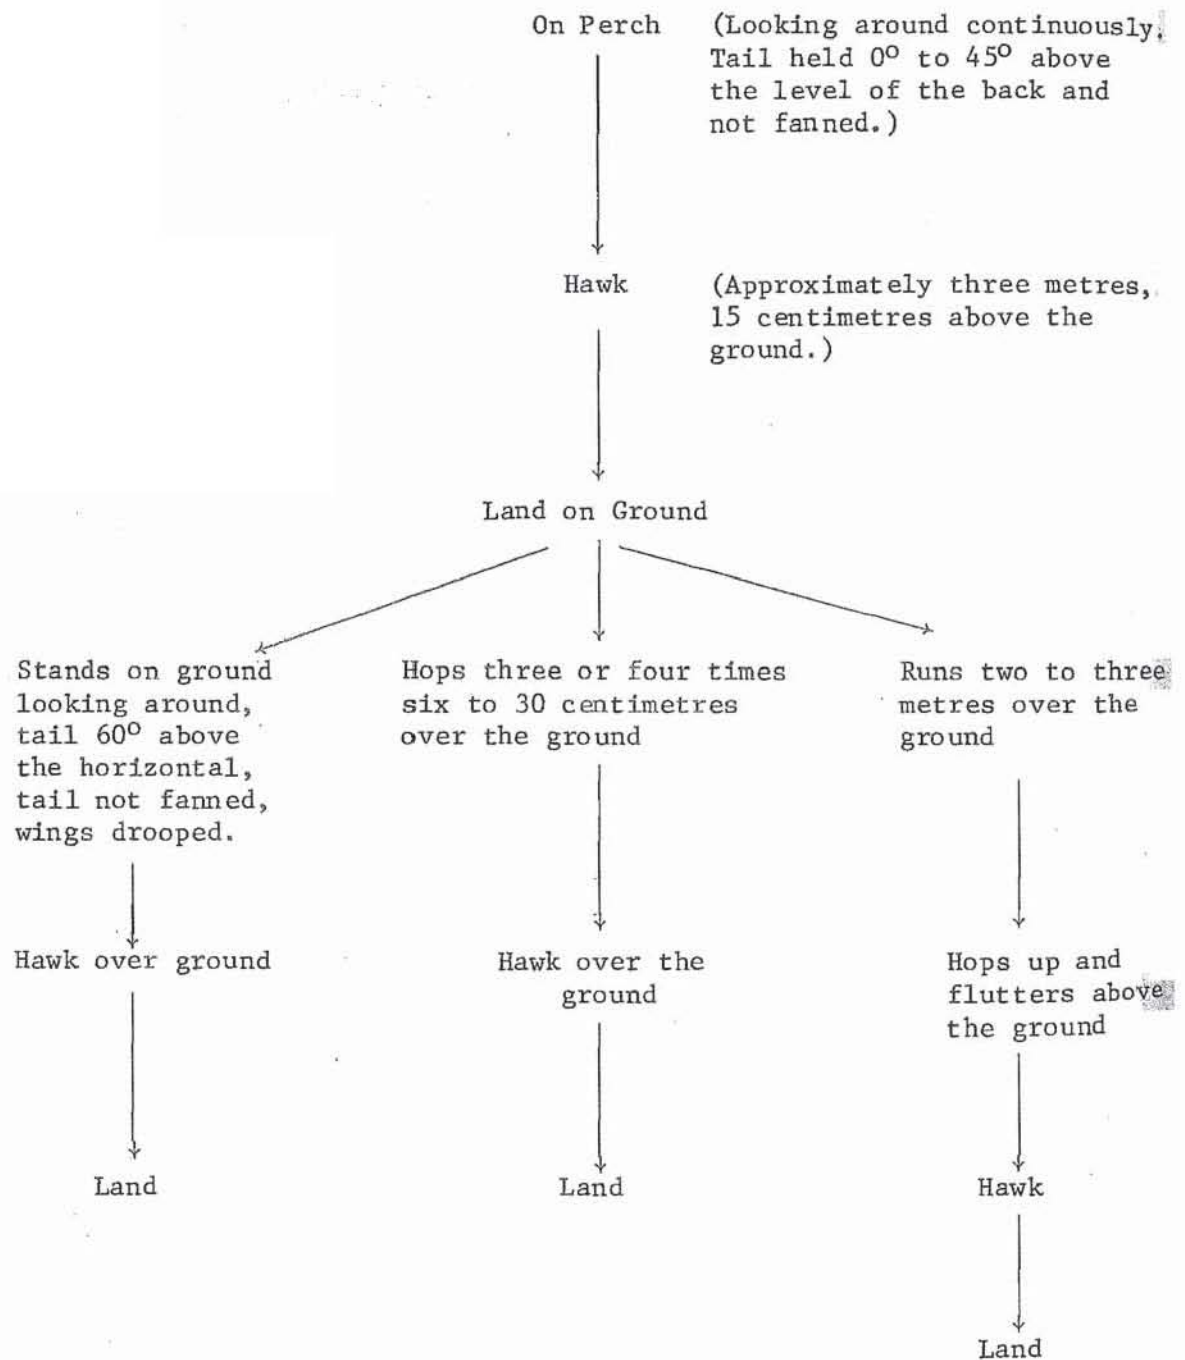 On Perch
(Looking around continuously.
Tail held 0° to 45° above
the level of the back and
not fanned.)
Hawk
(Approximately three metres,
15 centimetres above the
ground.)
Land on Ground
Stands on ground
looking around,
tail 60° above
the horizontal,
tail not fanned,
wings drooped.
Hawk over ground
Land
Hops three or four times
six to 30 centimetres
over the ground
Hawk over the
ground
Land
Runs two to three
metres over the
ground
Hops up and
flutters above
the ground
Hawk
Land